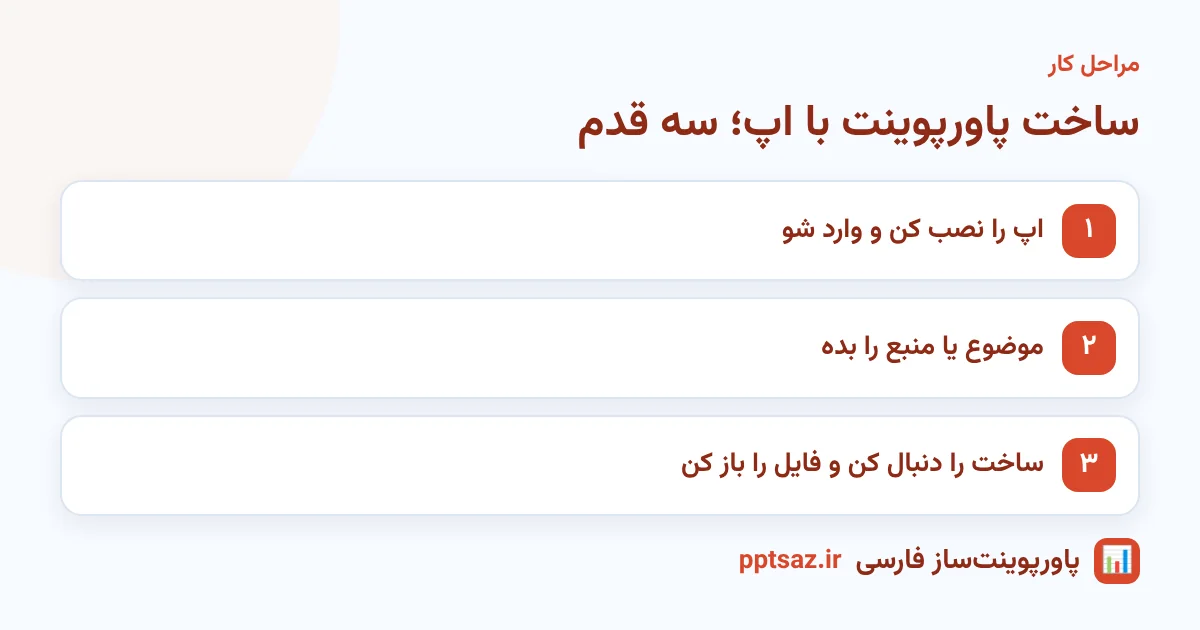 مراحل کار
ساخت پاورپوینت با اپ؛ سه قدم
۱ اپ را نصب کن و وارد شو
۲ موضوع یا منبع را بده
۳ ساخت را دنبال کن و فایل را باز کن
پاورپوینت‌ساز فارسی pptsaz.ir